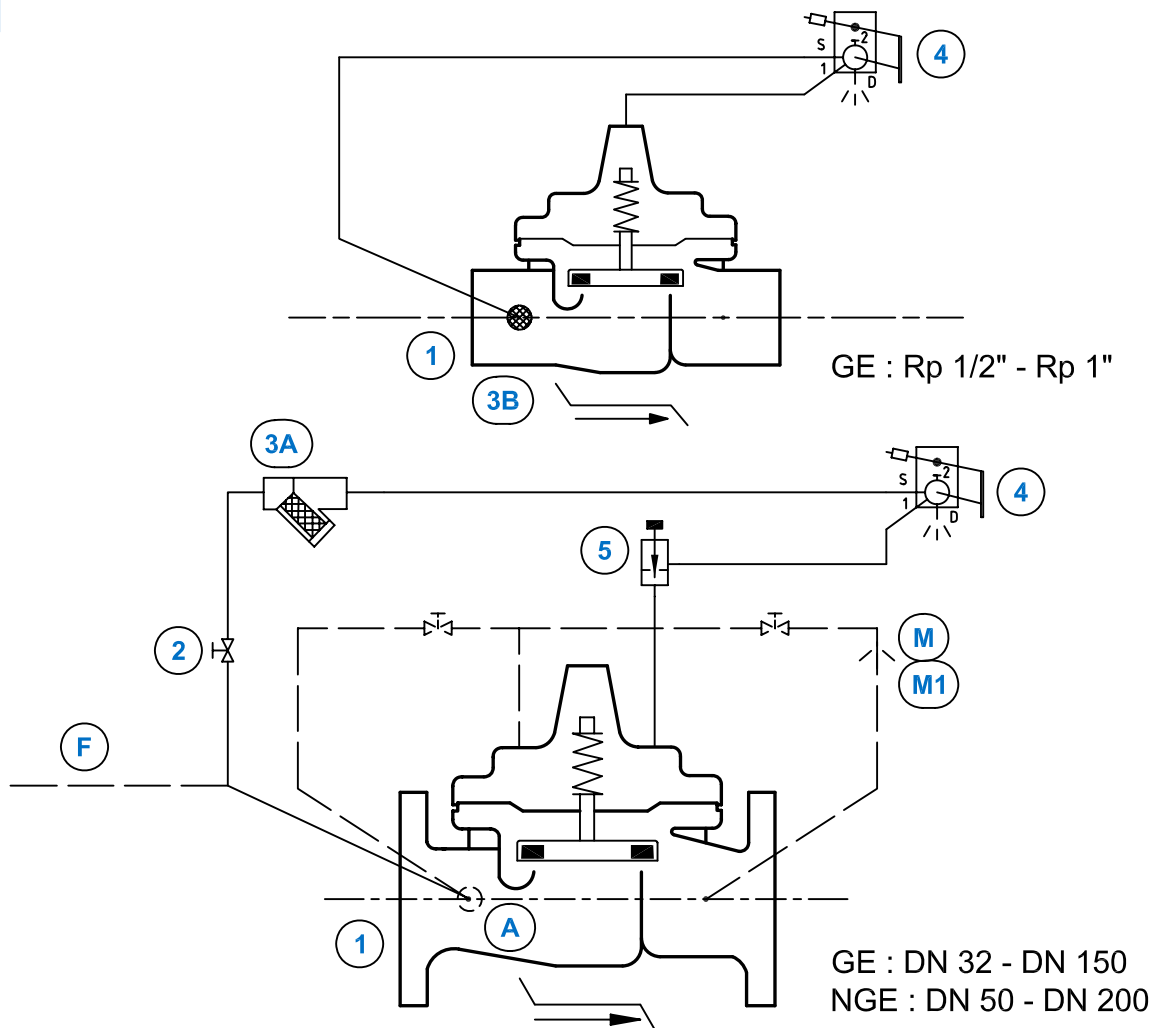 2
S
4
1
D
1
GE : Rp 1/2" - Rp 1"
3B
3A
2
S
4
1
D
5
2
M
M1
F
A
1
GE : DN 32 - DN 150
NGE : DN 50 - DN 200